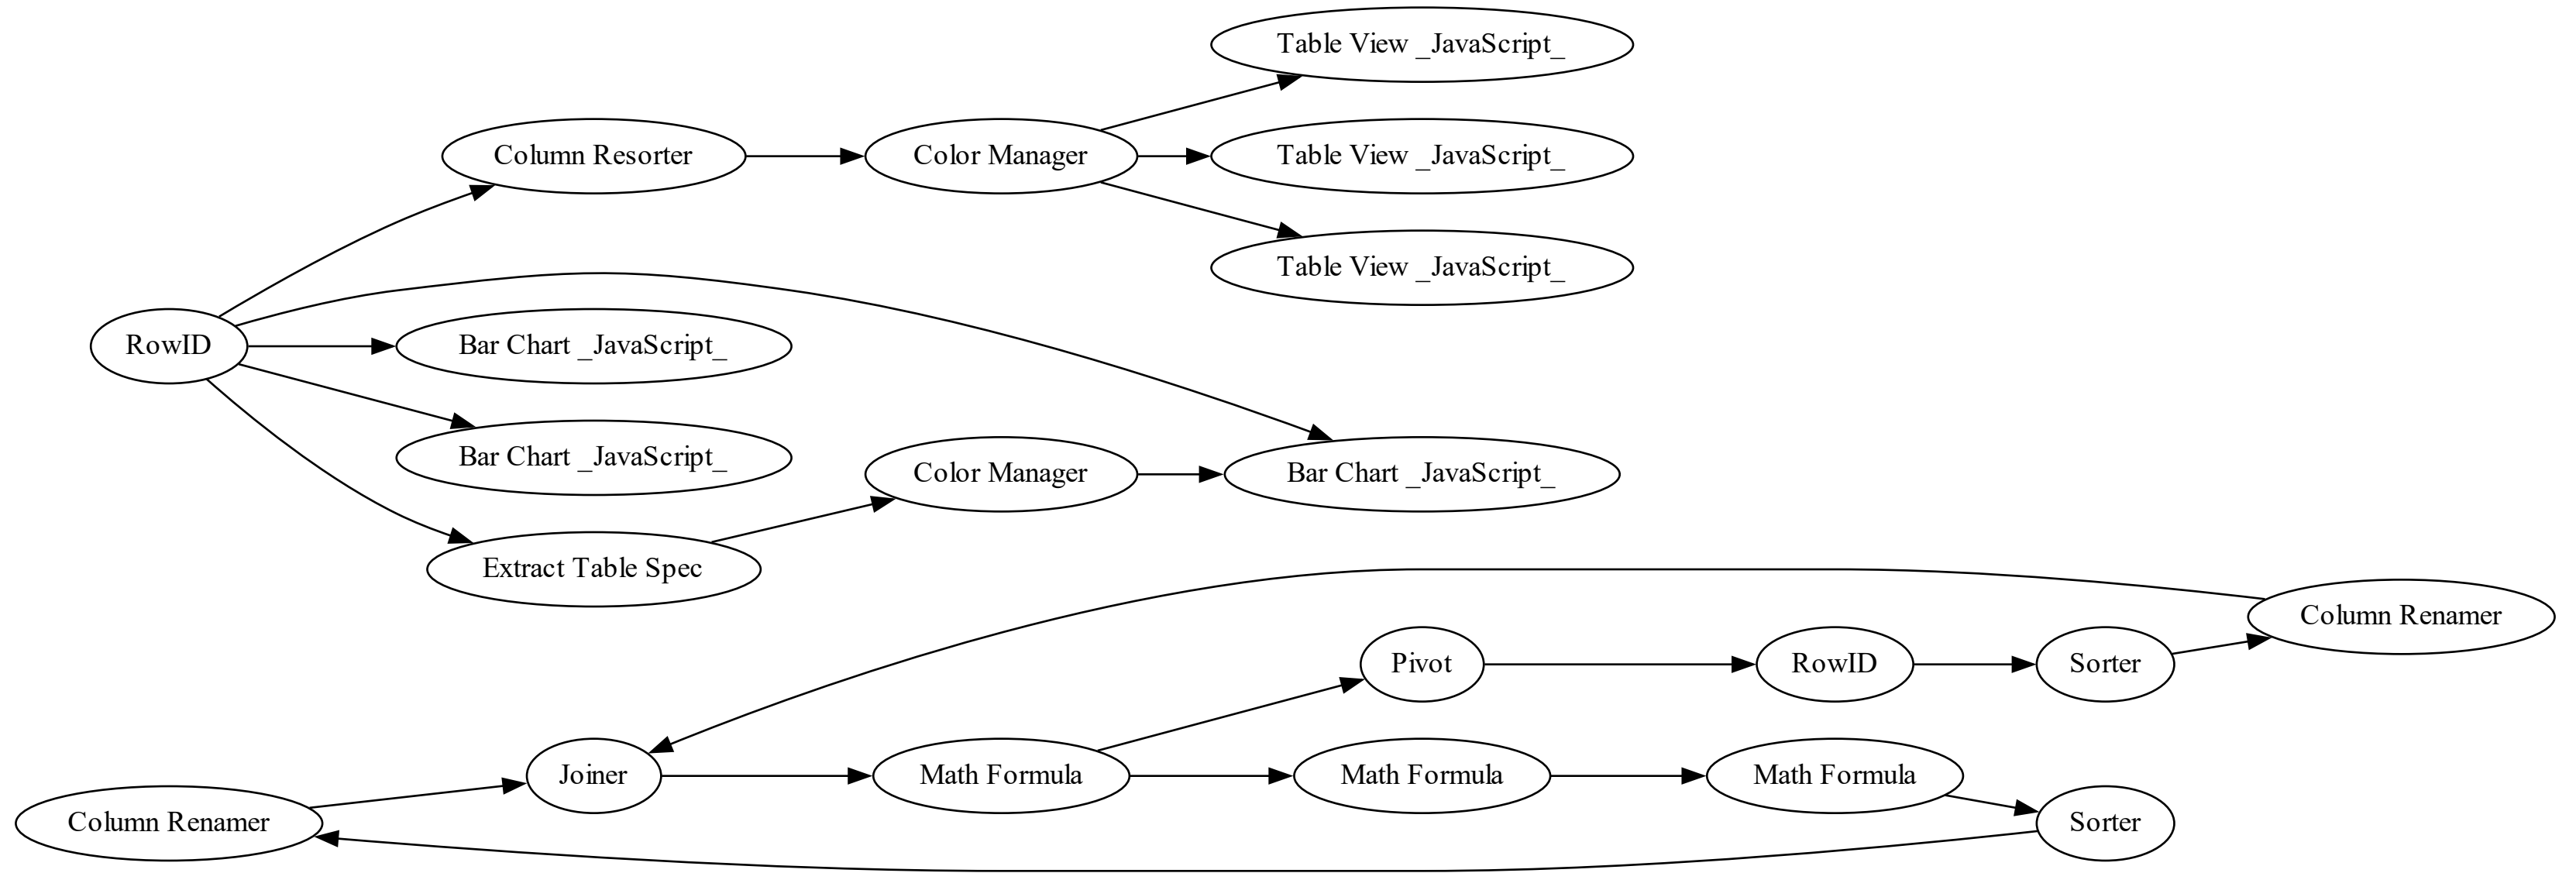 Table View _JavaScript_
Column Resorter
Color Manager
Table View _JavaScript_
Table View _JavaScript_
RowID
Bar Chart _JavaScript_
Bar Chart _JavaScript_
Color Manager
Bar Chart _JavaScript_
Extract Table Spec
Column Renamer
Pivot
RowID
Sorter
Joiner
Math Formula
Math Formula
Math Formula
Column Renamer
Sorter